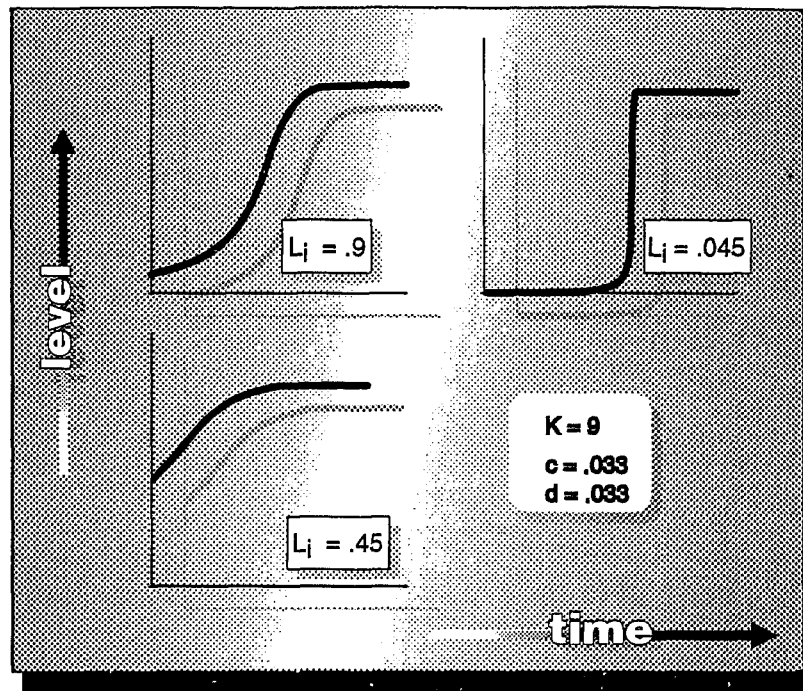 level
Li = .9
Li = .045
Li = .45
K = 9
c = .033
d = .033
time